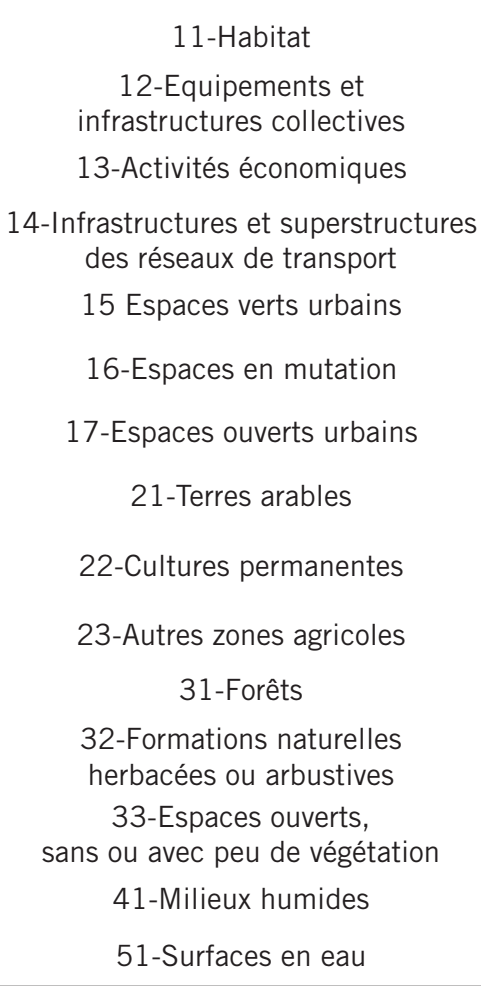 11-Habitat
12-Equipements et
infrastructures collectives
13-Activités économiques
14-Infrastructures et superstructures
des réseaux de transport
15 Espaces verts urbains
16-Espaces en mutation
17-Espaces ouverts urbains
21-Terres arables
22-Cultures permanentes
23-Autres zones agricoles
31-Forêts
32-Formations naturelles
herbacées ou arbustives
33-Espaces ouverts,
sans ou avec peu de végétation
41-Milieux humides
51-Surfaces en eau